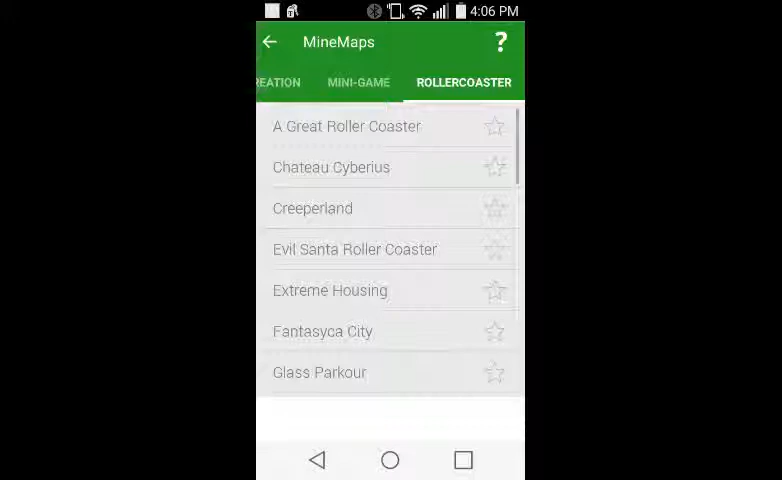 4:06 PM
MineMaps ?
REATION MINI-GAME ROLLERCOASTER
A Great Roller Coaster
Chateau Cyberius
Creeperland
Evil Santa Roller Coaster
Extreme Housing
Fantasyca City
Glass Parkour